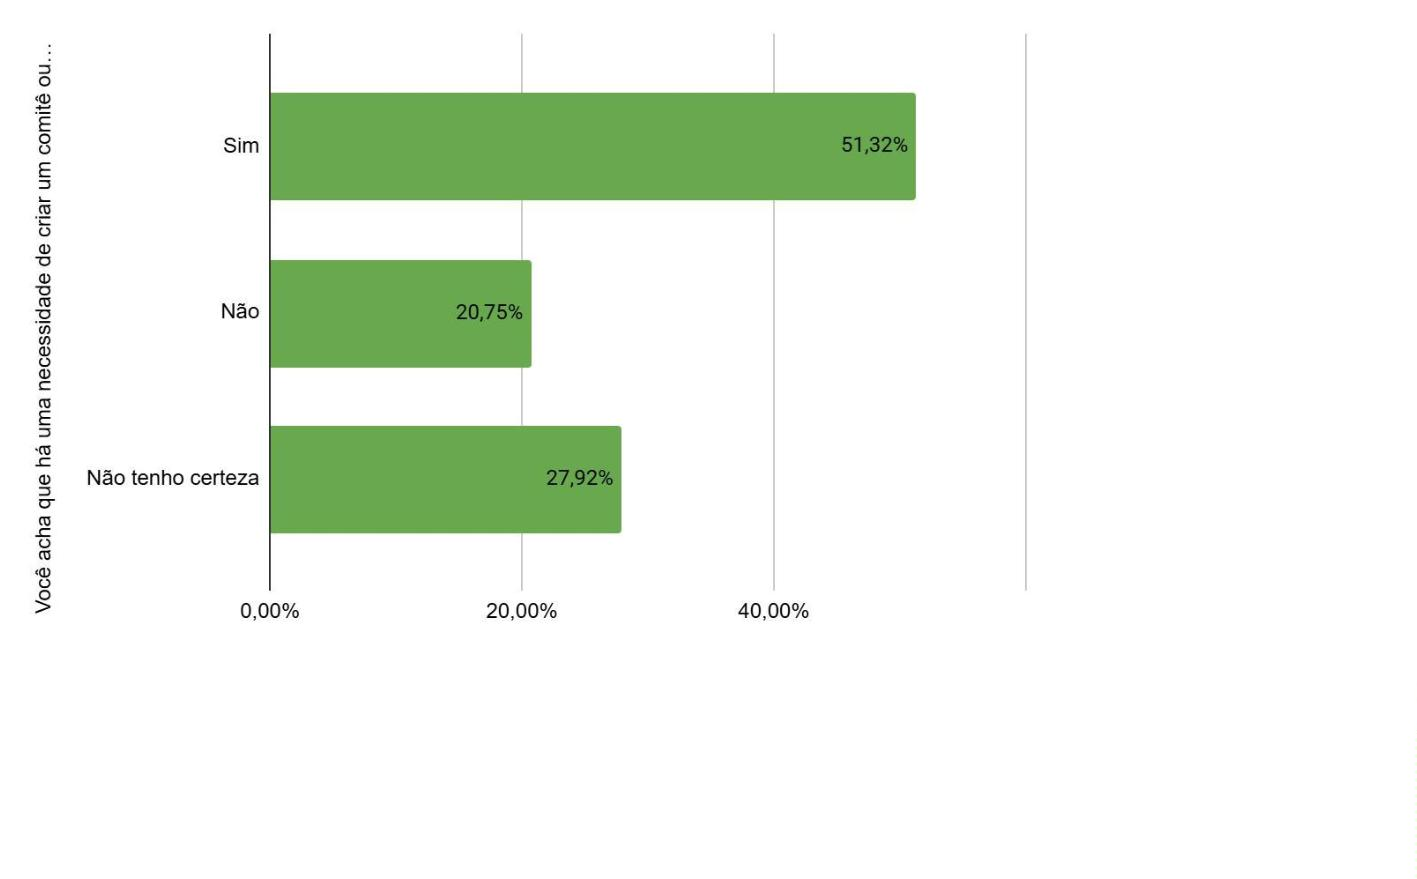 Você acha que há uma necessidade de criar um comitê ou…
Sim
51,32%
Não
20,75%
Não tenho certeza
27,92%
0,00%
20,00%
40,00%